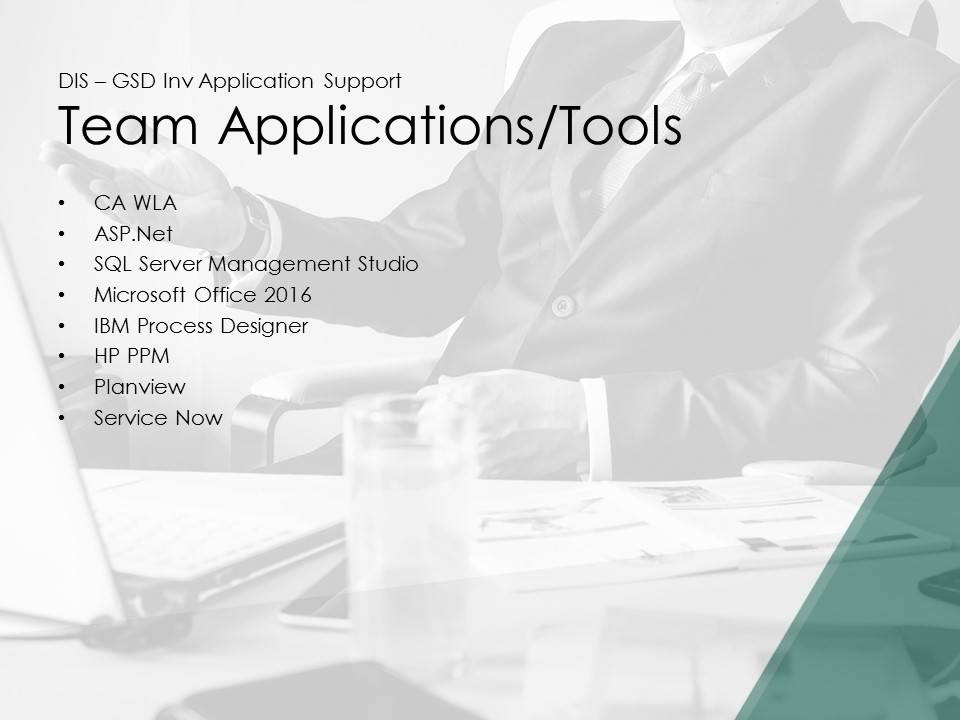 DIS – GSD Inv Application Support
Team Applications/Tools
• CA WLA
• ASP.Net
• SQL Server Management Studio
• Microsoft Office 2016
• IBM Process Designer
• HP PPM
• Planview
• Service Now